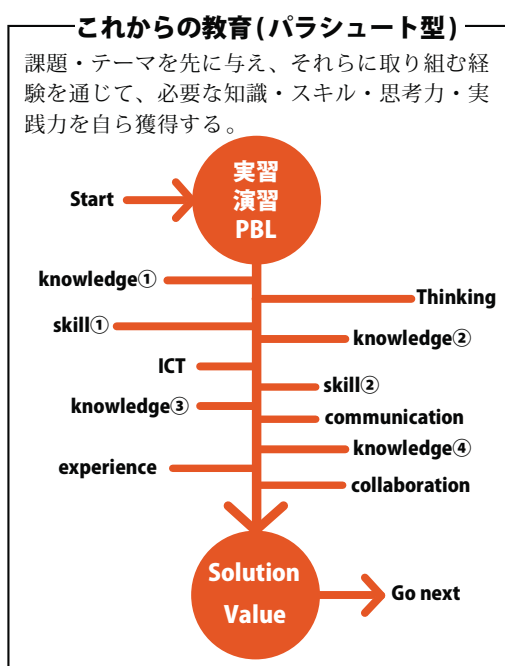 これからの教育(パラシュート型)
課題・テーマを先に与え、それらに取り組む経
験を通じて、必要な知識・スキル・思考力・実
践力を自ら獲得する。
実習
演習
PBL
Start
knowledge①
Thinking
skill①
knowledge②
ICT
skill②
knowledge③
communication
knowledge④
experience
collaboration
Solution
Value
Go next